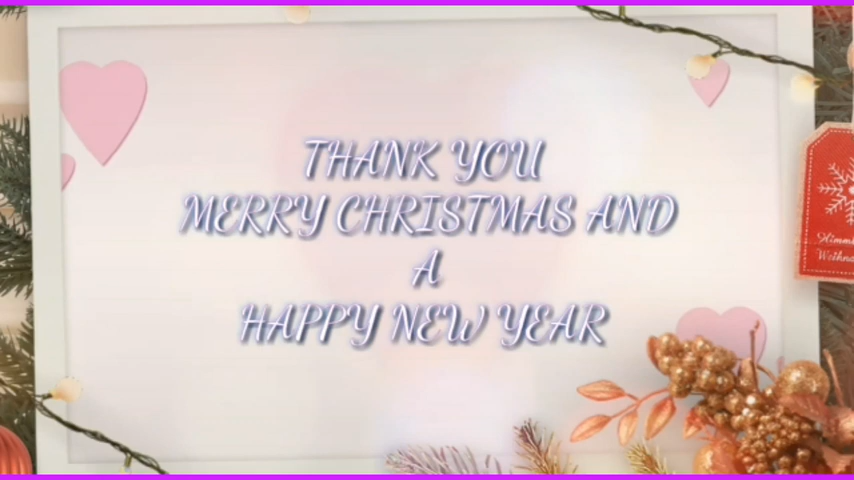 THANK YOU
MERRY CHRISTMAS AND
A
HAPPY NEW YEAR